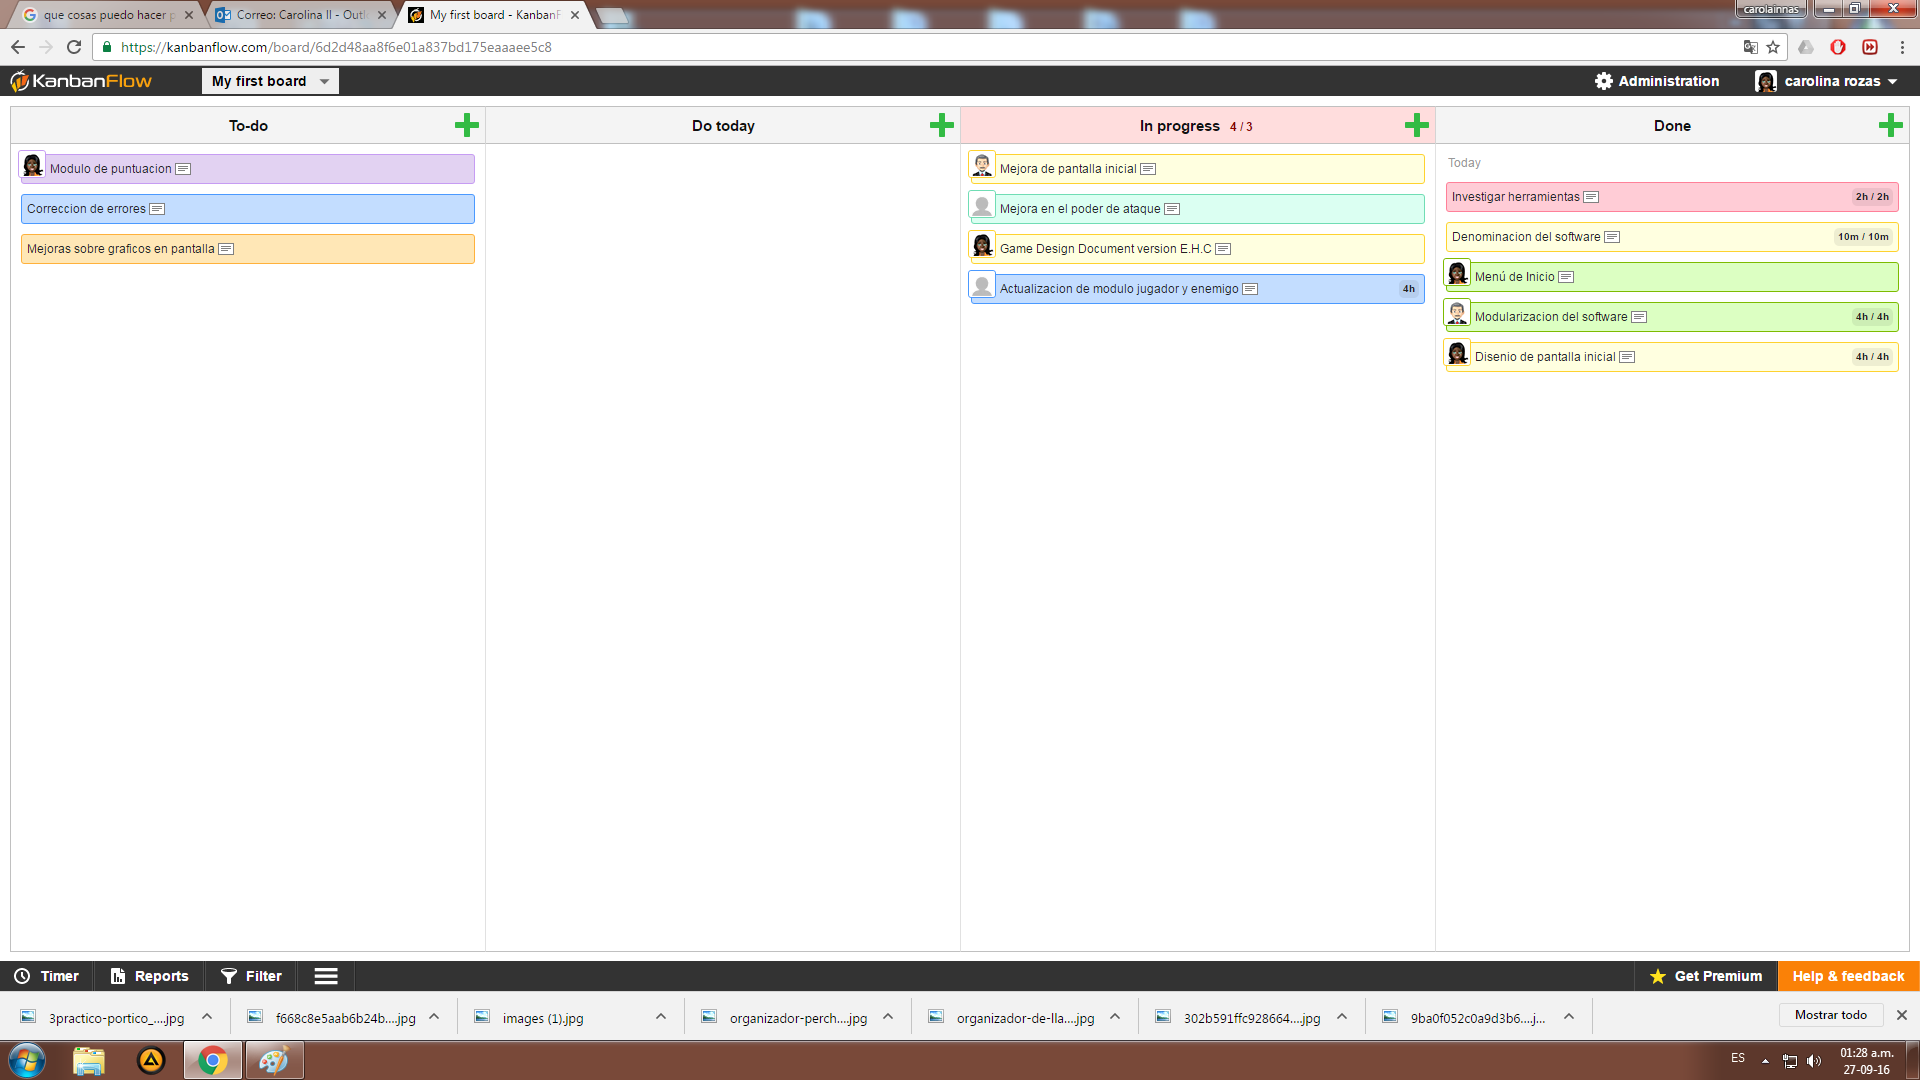 que cosas puedo hacer p
Correo: Carolina II - Outl
My first board - KanbanF
carolainnas
https://kanbanflow.com/board/6d2d48aa8f6e01a837bd175eaaaee5c8
KanbanFlow
My first board
Administration
carolina rozas
To-do
Do today
In progress 4 / 3
Done
Modulo de puntuacion
Correccion de errores
Mejoras sobre graficos en pantalla
Mejora de pantalla inicial
Mejora en el poder de ataque
Game Design Document version E.H.C
Actualizacion de modulo jugador y enemigo 4h
Today
Investigar herramientas 2h / 2h
Denominacion del software 10m / 10m
Menú de Inicio
Modularizacion del software 4h / 4h
Disenio de pantalla inicial 4h / 4h
Timer
Reports
Filter
Get Premium
Help & feedback
3practico-portico_....jpg
f668c8e5aab6b24b....jpg
images (1).jpg
organizador-perch....jpg
organizador-de-lla....jpg
302b591ffc928664....jpg
9ba0f052c0a9d3b6....j...
Mostrar todo
ES
01:28 a.m.
27-09-16